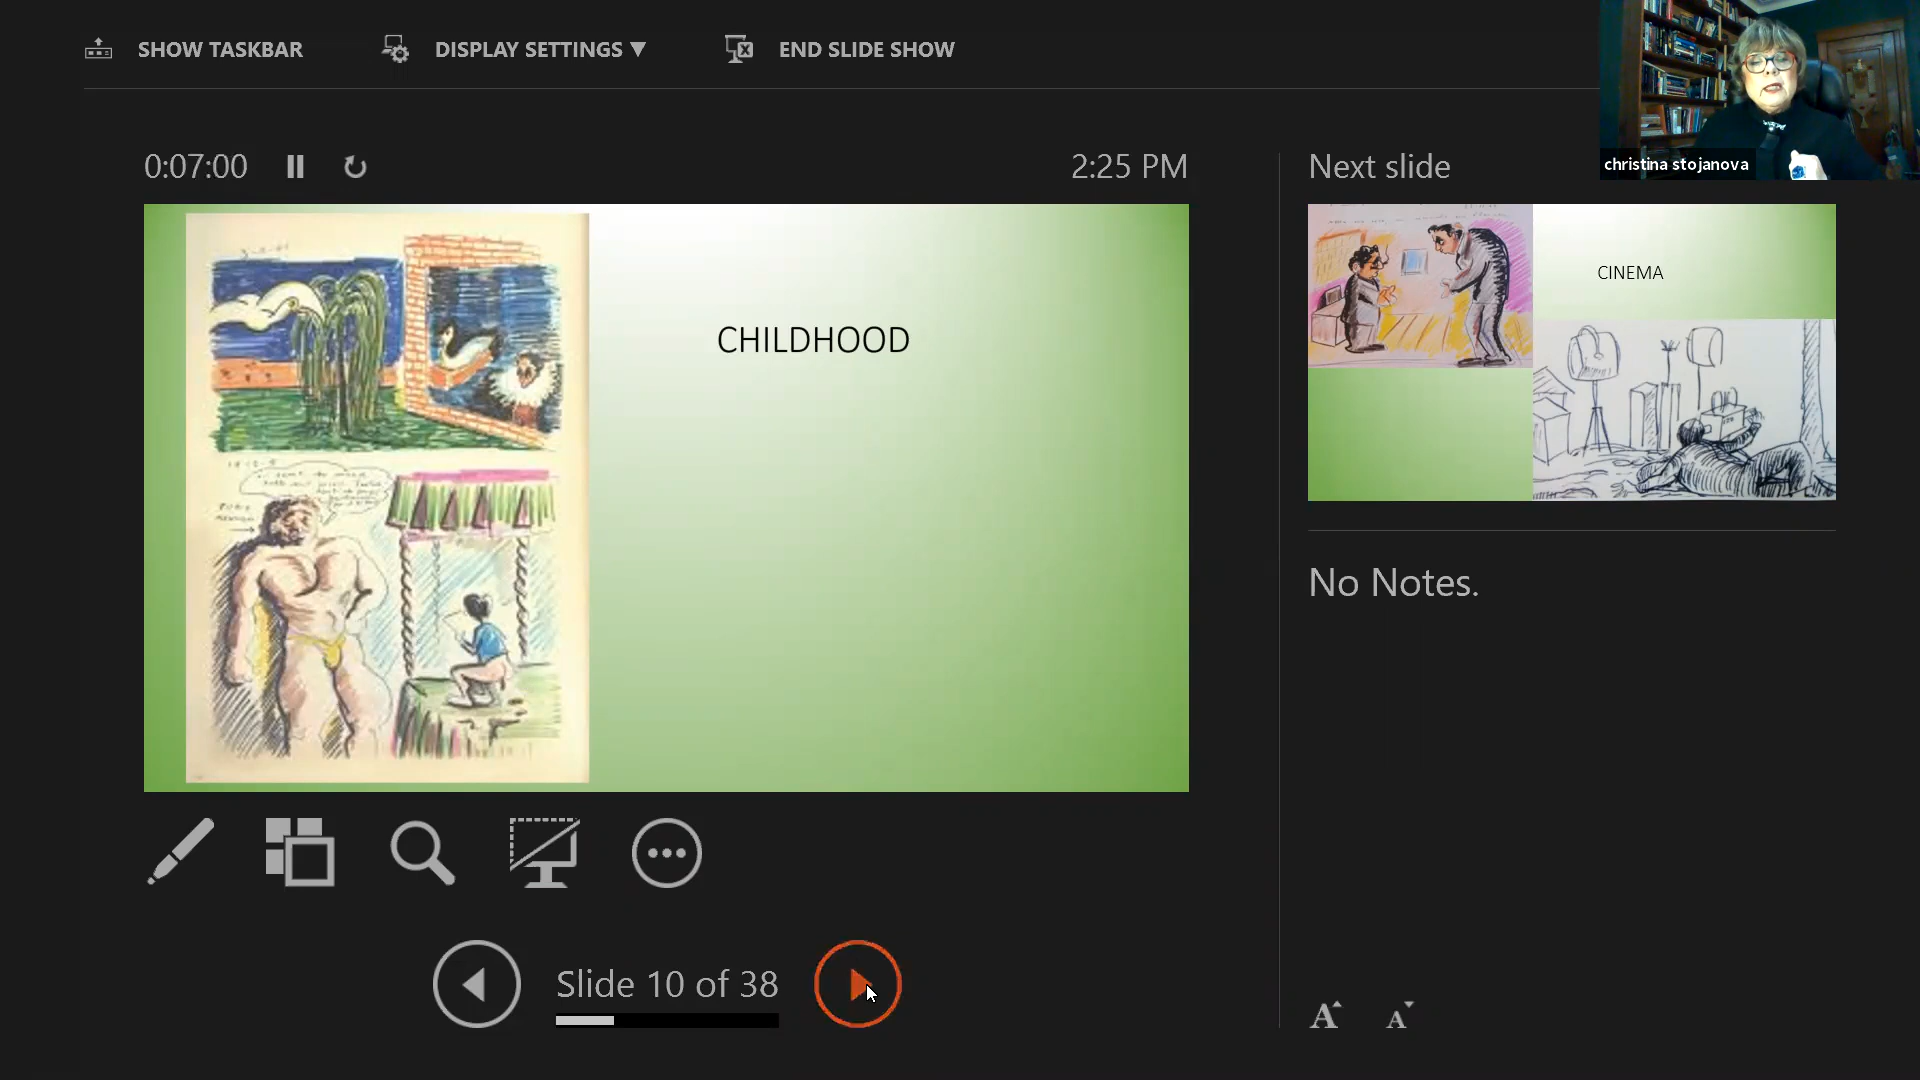 SHOW TASKBAR
DISPLAY SETTINGS ▼
END SLIDE SHOW
christina stojanova
0:07:00
2:25 PM
Next slide
CHILDHOOD
CINEMA
No Notes.
Slide 10 of 38
A
A